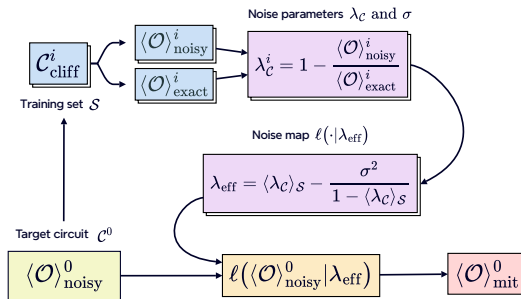 Noise parameters λ_𝒞 and σ
⟨𝒪⟩^i_noisy
𝒞^i_cliff
λ^i_𝒞 = 1 − ⟨𝒪⟩^i_noisy / ⟨𝒪⟩^i_exact
⟨𝒪⟩^i_exact
Training set 𝒮
Noise map ℓ(·|λ_eff)
λ_eff = ⟨λ_𝒞⟩_𝒮 − σ² / (1 − ⟨λ_𝒞⟩_𝒮)
Target circuit 𝒞^0
⟨𝒪⟩^0_noisy
ℓ(⟨𝒪⟩^0_noisy|λ_eff)
⟨𝒪⟩^0_mit